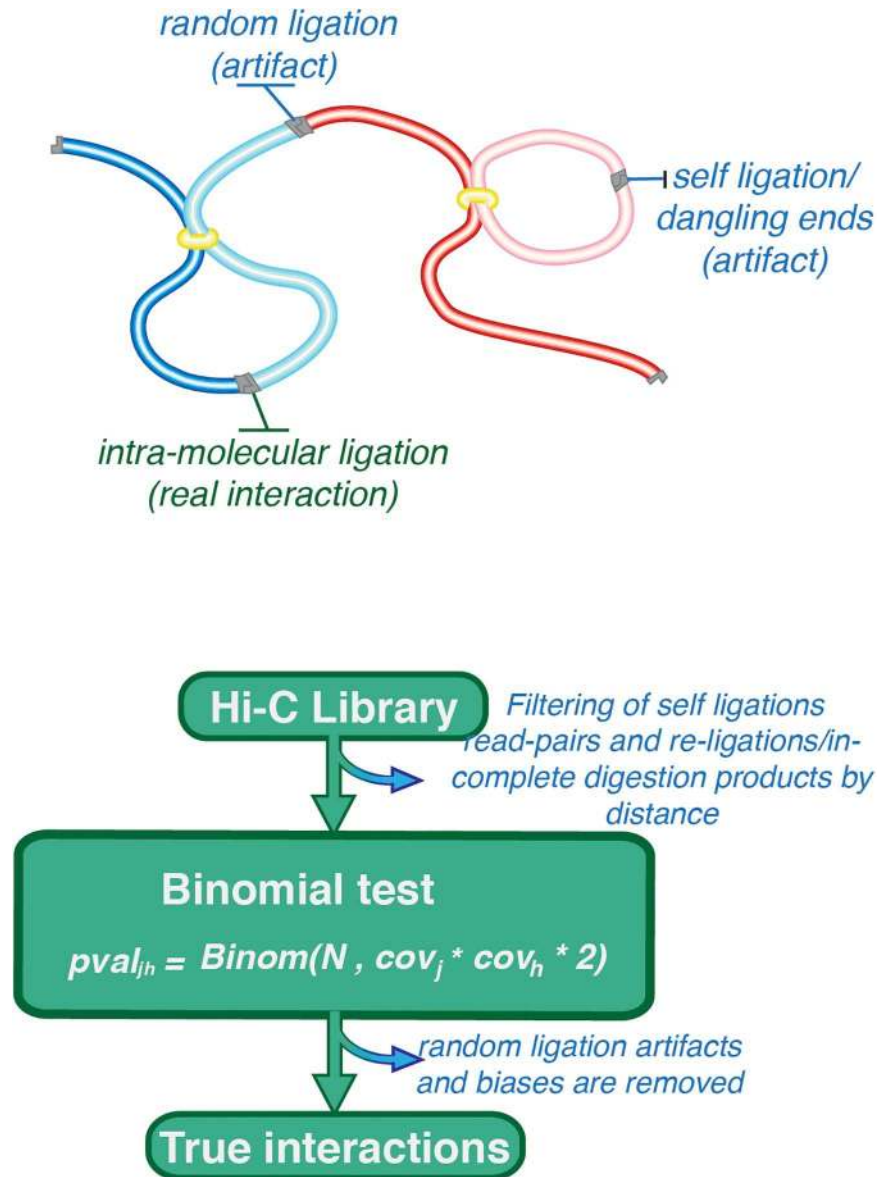 random ligation
(artifact)
self ligation/
dangling ends
(artifact)
intra-molecular ligation
(real interaction)
Hi-C Library
Filtering of self ligations
read-pairs and re-ligations/in-
complete digestion products by
distance
Binomial test
pval_jh = Binom(N , cov_j * cov_h * 2)
random ligation artifacts
and biases are removed
True interactions